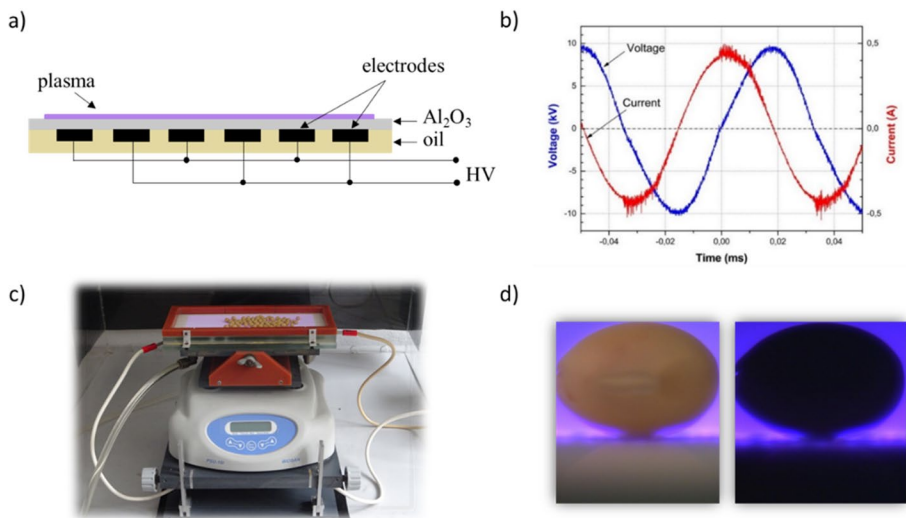 a)
plasma
electrodes
Al₂O₃
oil
HV
b)
Voltage
Current
Voltage (kV)
10
5
0
-5
-10
Current (A)
0,5
0,0
-0,5
-0,04
-0,02
0,00
0,02
0,04
Time (ms)
c)
d)